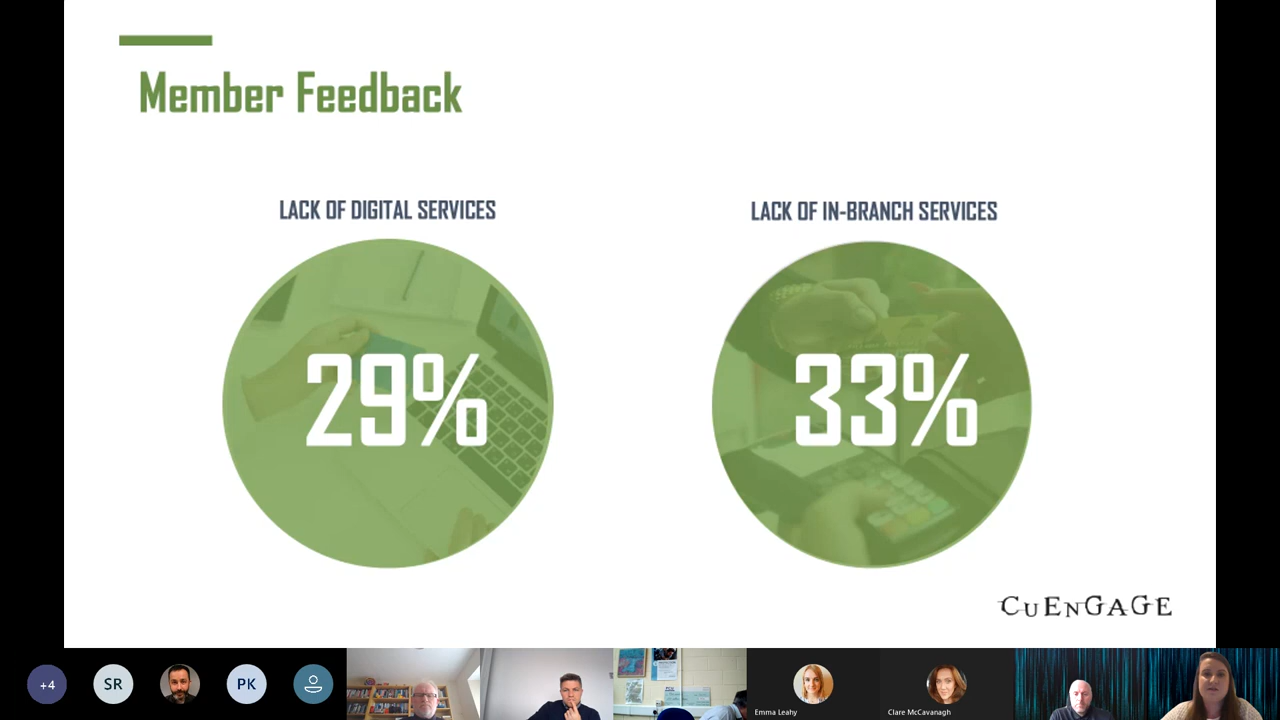 Member Feedback
LACK OF DIGITAL SERVICES
LACK OF IN-BRANCH SERVICES
29%
33%
CUENGAGE
+4
SR
PK
Emma Leahy
Clare McCavanagh